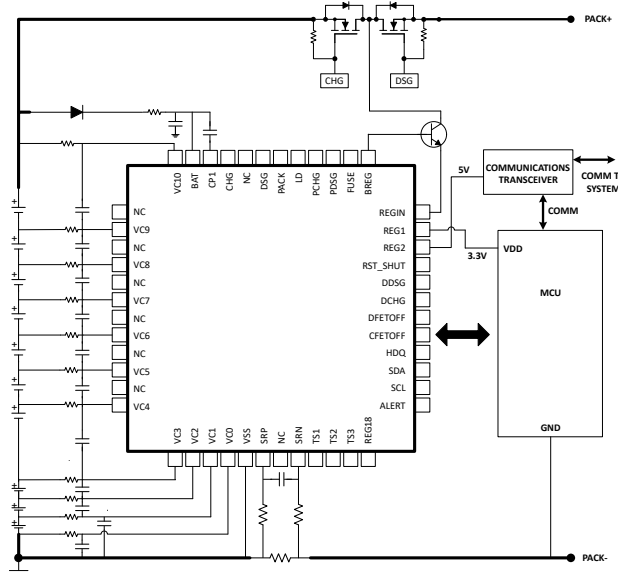 PACK+
CHG
DSG
VC10
BAT
CP1
CHG
NC
DSG
PACK
LD
PCHG
PDSG
FUSE
BREG
5V
COMMUNICATIONS
TRANSCEIVER
COMM T
SYSTEM
COMM
NC
VC9
NC
VC8
NC
VC7
NC
VC6
NC
VC5
NC
VC4
REGIN
REG1
REG2
RST_SHUT
DDSG
DCHG
DFETOFF
CFETOFF
HDQ
SDA
SCL
ALERT
3.3V
VDD
MCU
GND
VC3
VC2
VC1
VC0
VSS
SRP
NC
SRN
TS1
TS2
TS3
REG18
PACK-